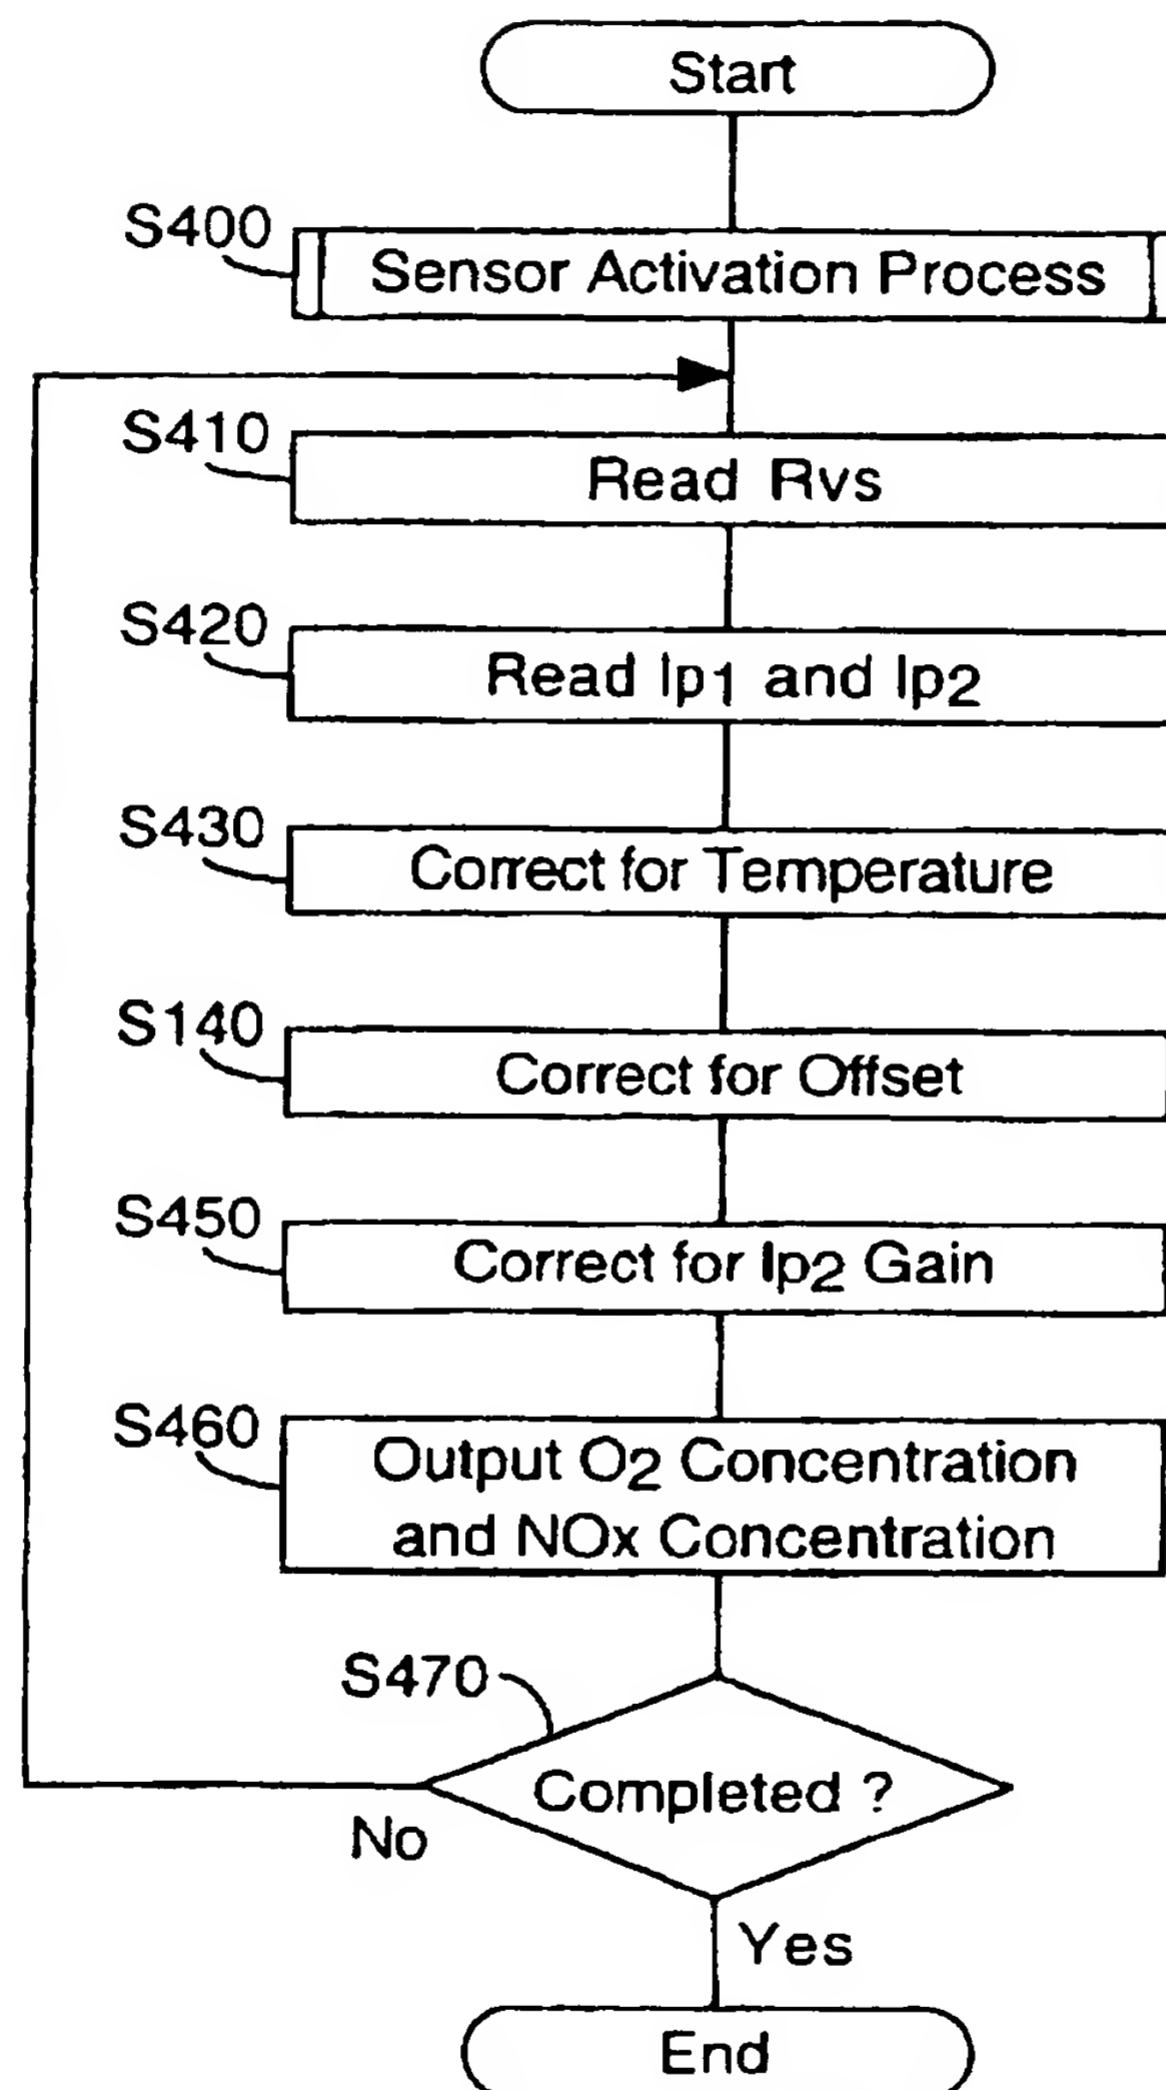 Start
S400
Sensor Activation Process
S410
Read Rvs
S420
Read Ip1 and Ip2
S430
Correct for Temperature
S140
Correct for Offset
S450
Correct for Ip2 Gain
S460
Output O2 Concentration
and NOx Concentration
S470
Completed ?
No
Yes
End